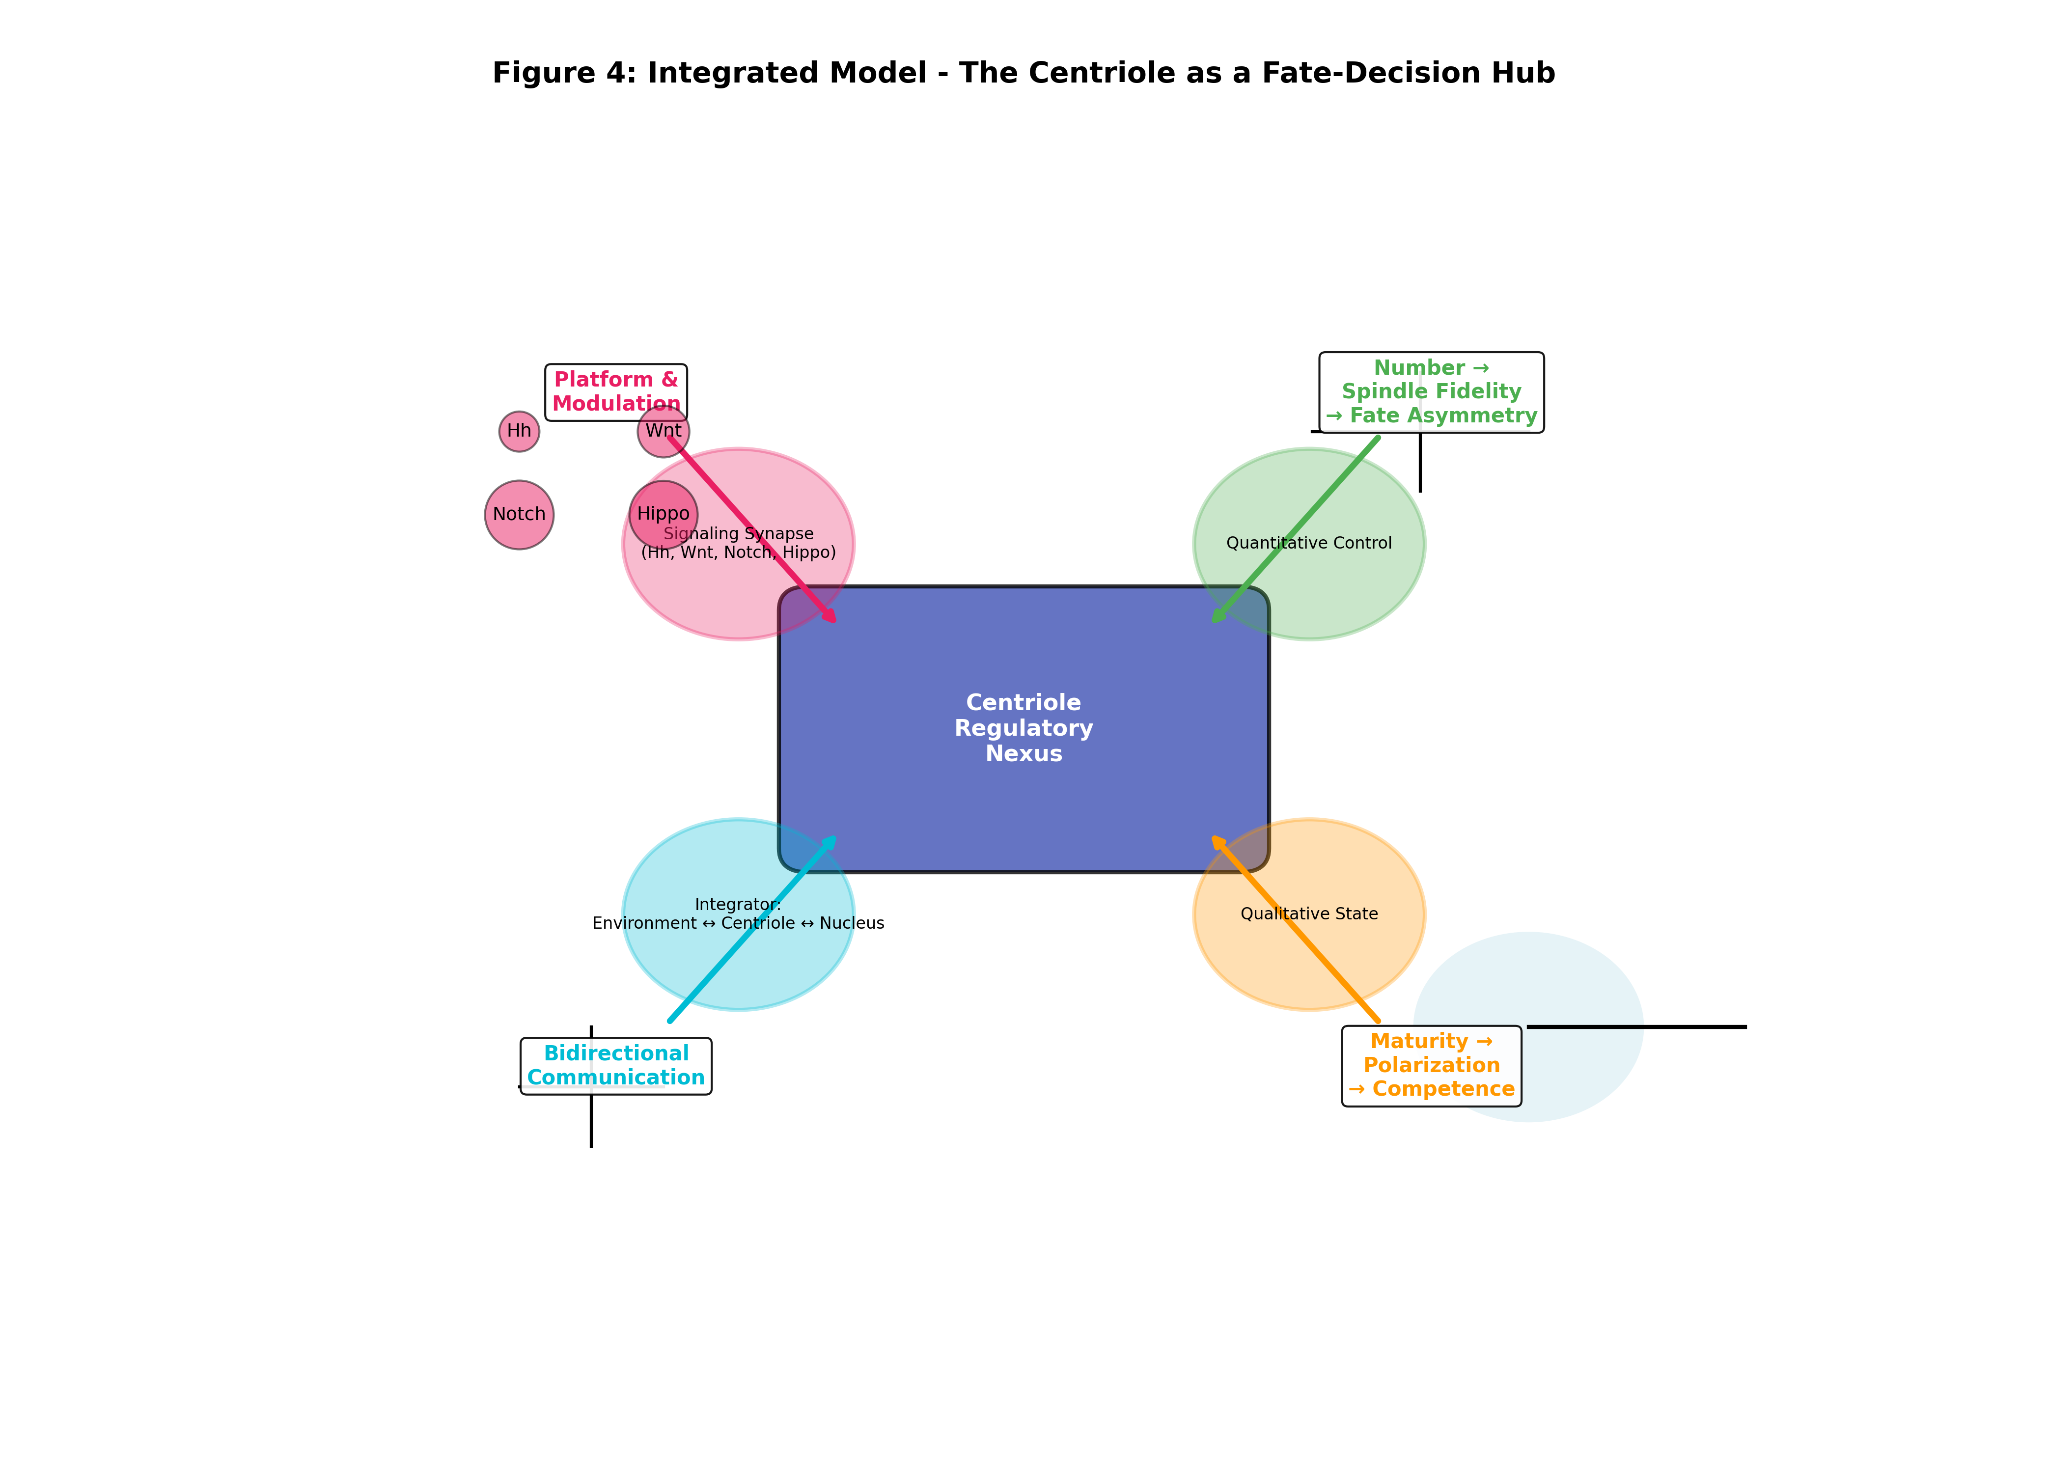 Figure 4: Integrated Model - The Centriole as a Fate-Decision Hub
Platform &
Modulation
Number →
Spindle Fidelity
→ Fate Asymmetry
Hh
Wnt
Notch
Hippo
Signaling Synapse
(Hh, Wnt, Notch, Hippo)
Quantitative Control
Centriole
Regulatory
Nexus
Integrator:
Environment ↔ Centriole ↔ Nucleus
Qualitative State
Bidirectional
Communication
Maturity →
Polarization
→ Competence